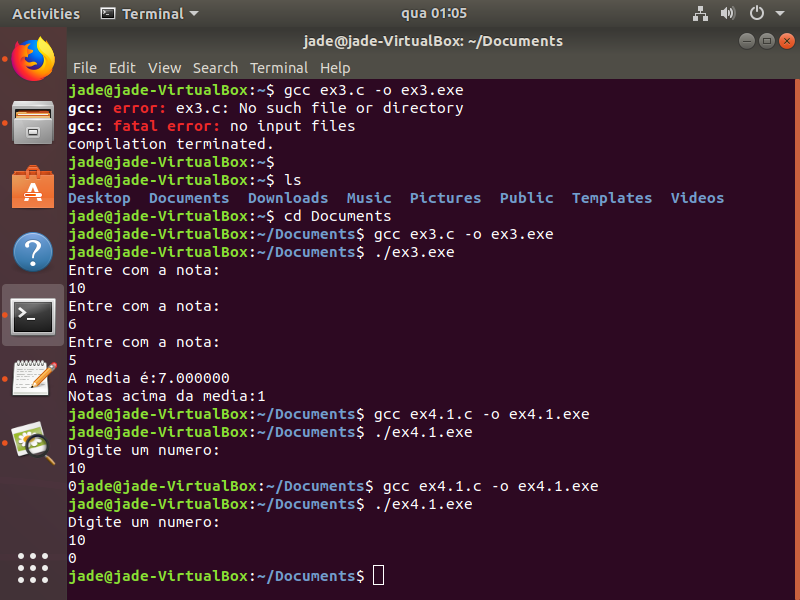 Activities Terminal qua 01:05
jade@jade-VirtualBox: ~/Documents
File Edit View Search Terminal Help
jade@jade-VirtualBox:~$ gcc ex3.c -o ex3.exe
gcc: error: ex3.c: No such file or directory
gcc: fatal error: no input files
compilation terminated.
jade@jade-VirtualBox:~$
jade@jade-VirtualBox:~$ ls
Desktop Documents Downloads Music Pictures Public Templates Videos
jade@jade-VirtualBox:~$ cd Documents
jade@jade-VirtualBox:~/Documents$ gcc ex3.c -o ex3.exe
jade@jade-VirtualBox:~/Documents$ ./ex3.exe
Entre com a nota:
10
Entre com a nota:
6
Entre com a nota:
5
A media é:7.000000
Notas acima da media:1
jade@jade-VirtualBox:~/Documents$ gcc ex4.1.c -o ex4.1.exe
jade@jade-VirtualBox:~/Documents$ ./ex4.1.exe
Digite um numero:
10
0jade@jade-VirtualBox:~/Documents$ gcc ex4.1.c -o ex4.1.exe
jade@jade-VirtualBox:~/Documents$ ./ex4.1.exe
Digite um numero:
10
0
jade@jade-VirtualBox:~/Documents$